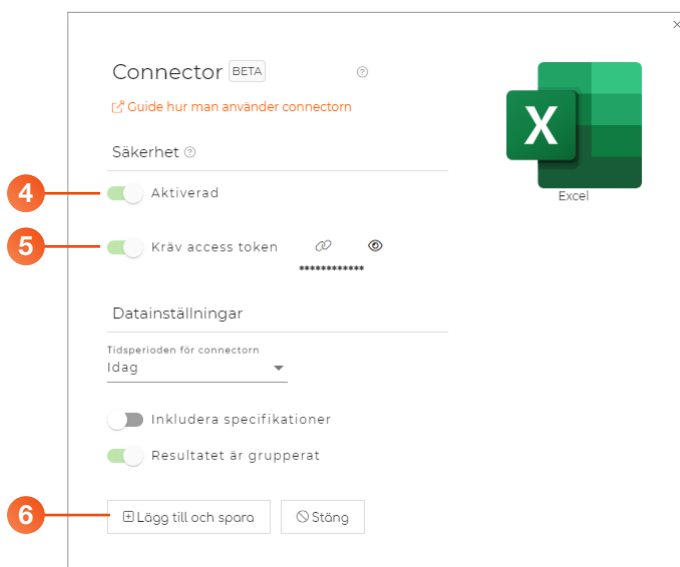 Connector BETA
Guide hur man använder connectorn
X
Excel
Säkerhet
4 Aktiverad
5 Kräv access token
************
Datainställningar
Tidsperioden för connectorn
Idag
Inkludera specifikationer
Resultatet är grupperat
6 Lägg till och spara Stäng